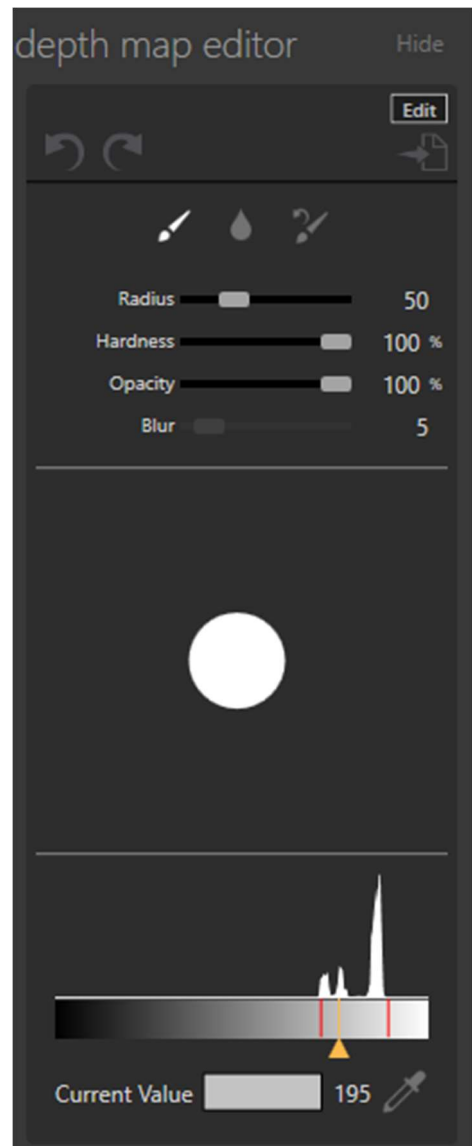 depth map editor Hide
Edit
Radius 50
Hardness 100 %
Opacity 100 %
Blur 5
Current Value 195